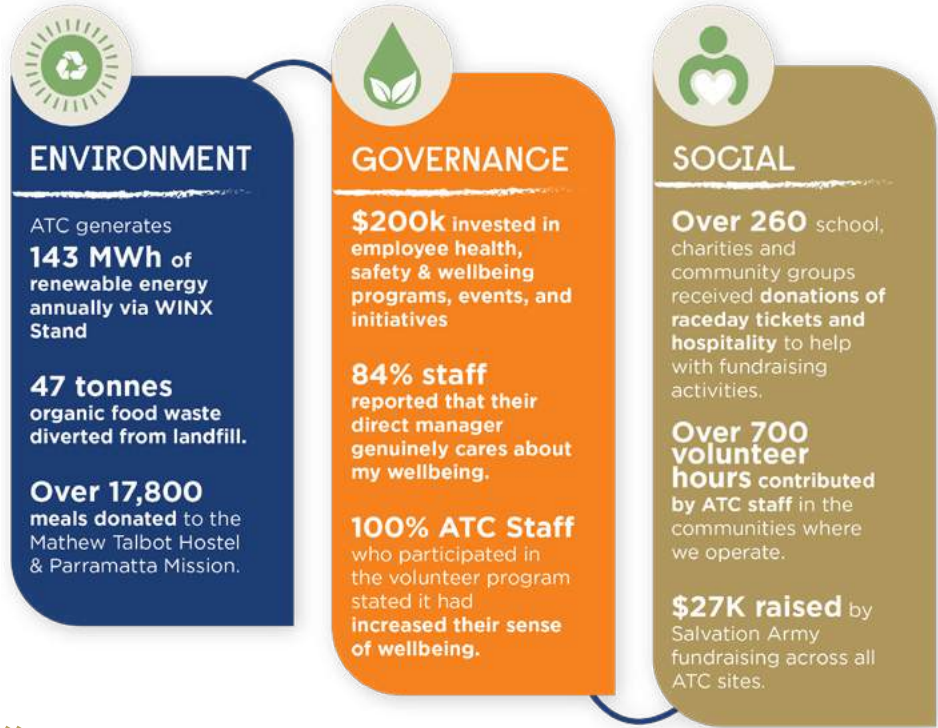 ENVIRONMENT
ATC generates
143 MWh of
renewable energy
annually via WINX
Stand
47 tonnes
organic food waste
diverted from landfill.
Over 17,800
meals donated to the
Mathew Talbot Hostel
& Parramatta Mission.
GOVERNANCE
$200k invested in
employee health,
safety & wellbeing
programs, events, and
initiatives
84% staff
reported that their
direct manager
genuinely cares about
my wellbeing.
100% ATC Staff
who participated in
the volunteer program
stated it had
increased their sense
of wellbeing.
SOCIAL
Over 260 school,
charities and
community groups
received donations of
raceday tickets and
hospitality to help
with fundraising
activities.
Over 700
volunteer
hours contributed
by ATC staff in the
communities where
we operate.
$27K raised by
Salvation Army
fundraising across all
ATC sites.